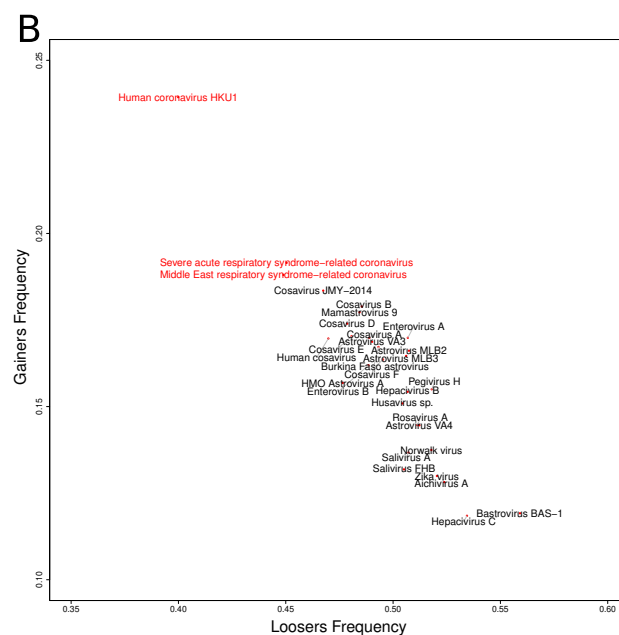 B
0.25
0.20
0.15
0.10
Gainers Frequency
Human coronavirus HKU1
Severe acute respiratory syndrome−related coronavirus
Middle East respiratory syndrome−related coronavirus
Cosavirus JMY−2014
Cosavirus B
Mamastrovirus 9
Cosavirus D
Enterovirus A
Cosavirus A
Astrovirus VA3
Cosavirus E
Astrovirus MLB2
Human cosavirus
Astrovirus MLB3
Burkina Faso astrovirus
Cosavirus F
HMO Astrovirus A
Pegivirus H
Enterovirus B
Hepacivirus B
Husavirus sp.
Rosavirus A
Astrovirus VA4
Norwalk virus
Salivirus A
Salivirus FHB
Zika virus
Aichivirus A
Bastrovirus BAS−1
Hepacivirus C
0.35
0.40
0.45
0.50
0.55
0.60
Loosers Frequency